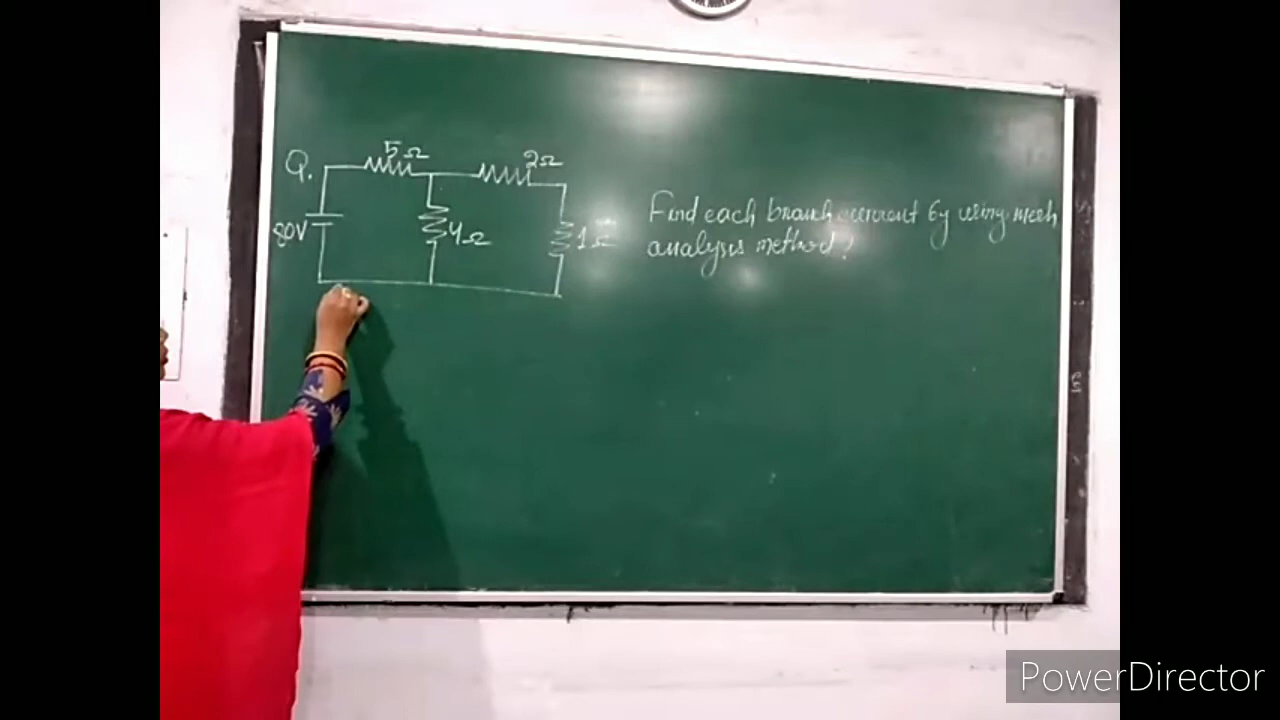 Q.
5Ω
2Ω
80V
4Ω
1Ω
Find each branch current by using mesh
analysis method?
PowerDirector